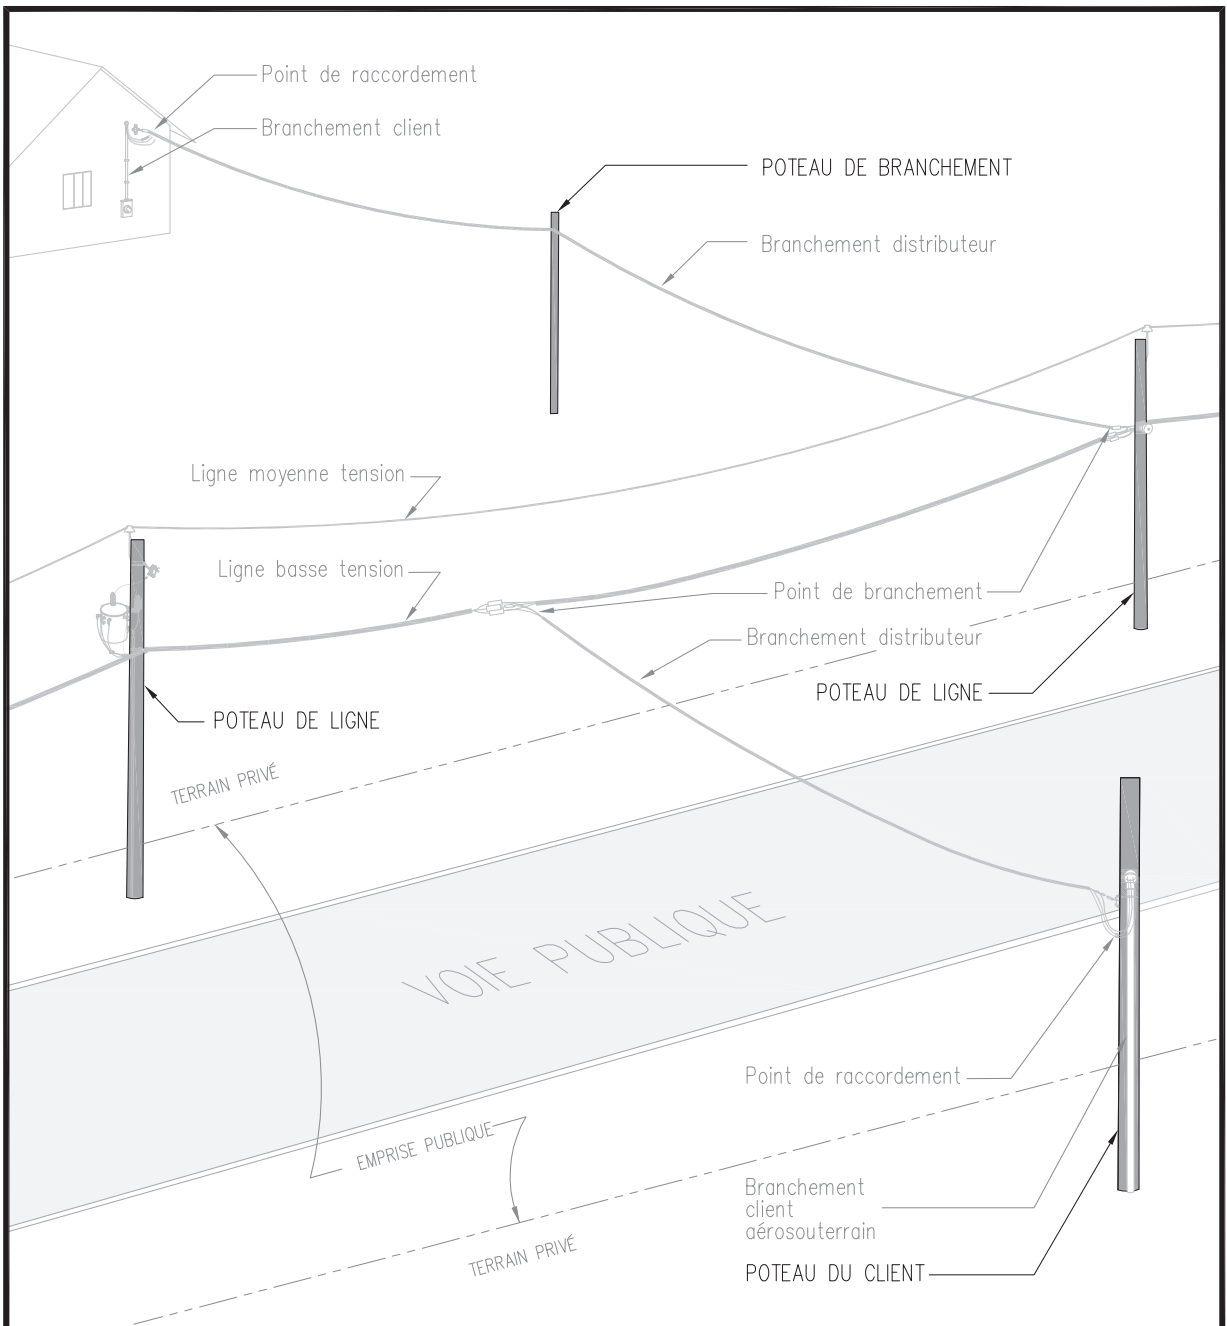 Point de raccordement
Branchement client
POTEAU DE BRANCHEMENT
Branchement distributeur
Ligne moyenne tension
Ligne basse tension
Point de branchement
Branchement distributeur
POTEAU DE LIGNE
POTEAU DE LIGNE
TERRAIN PRIVÉ
VOIE PUBLIQUE
Point de raccordement
EMPRISE PUBLIQUE
Branchement
client
aérosouterrain
TERRAIN PRIVÉ
POTEAU DU CLIENT